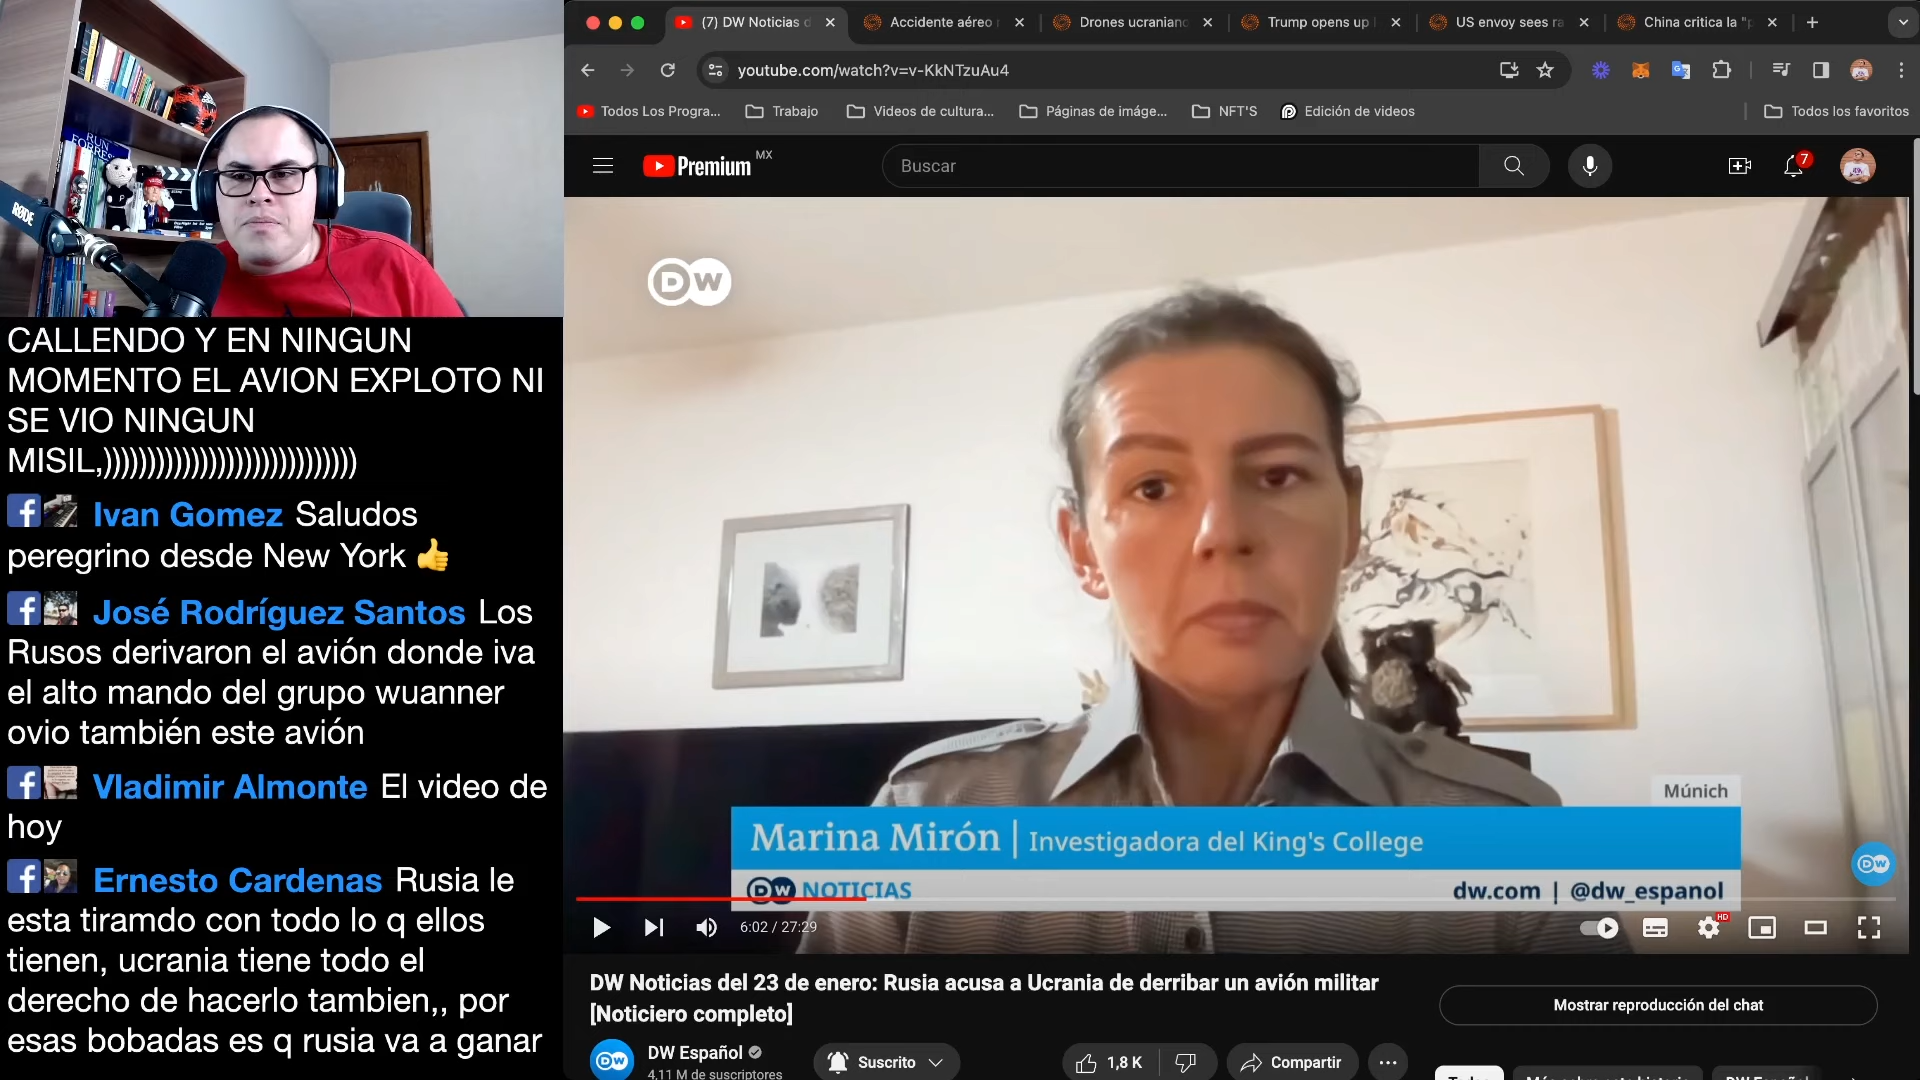 (7) DW Noticias d
Accidente aéreo
Drones ucraniano
Trump opens up
US envoy sees ra
China critica la "p
youtube.com/watch?v=v-KkNTzuAu4
Todos Los Progra...
Trabajo
Videos de cultura...
Páginas de imáge...
NFT'S
Edición de videos
Todos los favoritos
Premium MX
Buscar
7
RUN
RØDE
DW
CALLENDO Y EN NINGUN
MOMENTO EL AVION EXPLOTO NI
SE VIO NINGUN
MISIL,))))))))))))))))))))))))))))))
Ivan Gomez Saludos
peregrino desde New York 👍
José Rodríguez Santos Los
Rusos derivaron el avión donde iva
el alto mando del grupo wuanner
ovio también este avión
Vladimir Almonte El video de
hoy
Ernesto Cardenas Rusia le
esta tiramdo con todo lo q ellos
tienen, ucrania tiene todo el
derecho de hacerlo tambien,, por
esas bobadas es q rusia va a ganar
Múnich
Marina Mirón | Investigadora del King's College
DW NOTICIAS
dw.com | @dw_espanol
DW
6:02 / 27:29
HD
DW Noticias del 23 de enero: Rusia acusa a Ucrania de derribar un avión militar
[Noticiero completo]
Mostrar reproducción del chat
DW
DW Español
4.11 M de suscriptores
Suscrito
1,8 K
Compartir